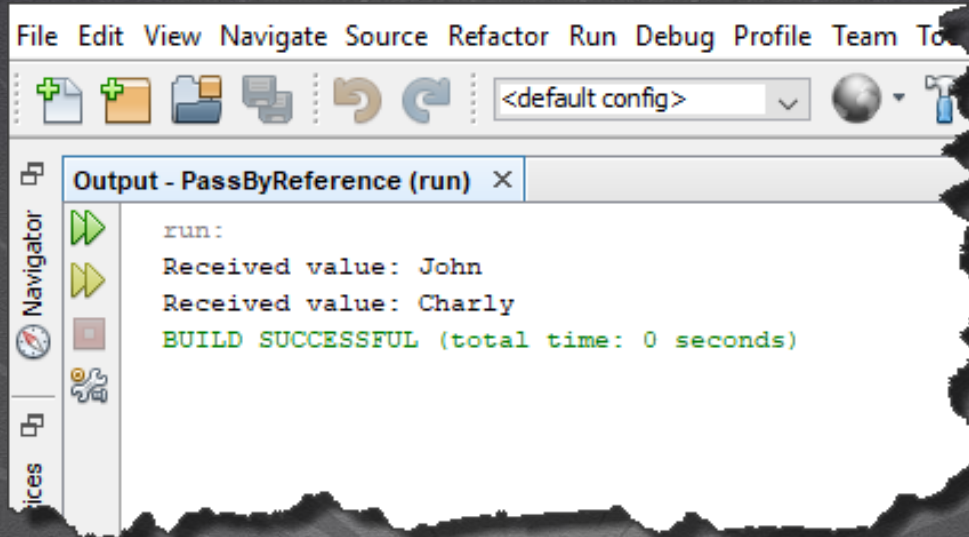 File Edit View Navigate Source Refactor Run Debug Profile Team
<default config>
Output - PassByReference (run)
Navigator
run:
Received value: John
Received value: Charly
BUILD SUCCESSFUL (total time: 0 seconds)